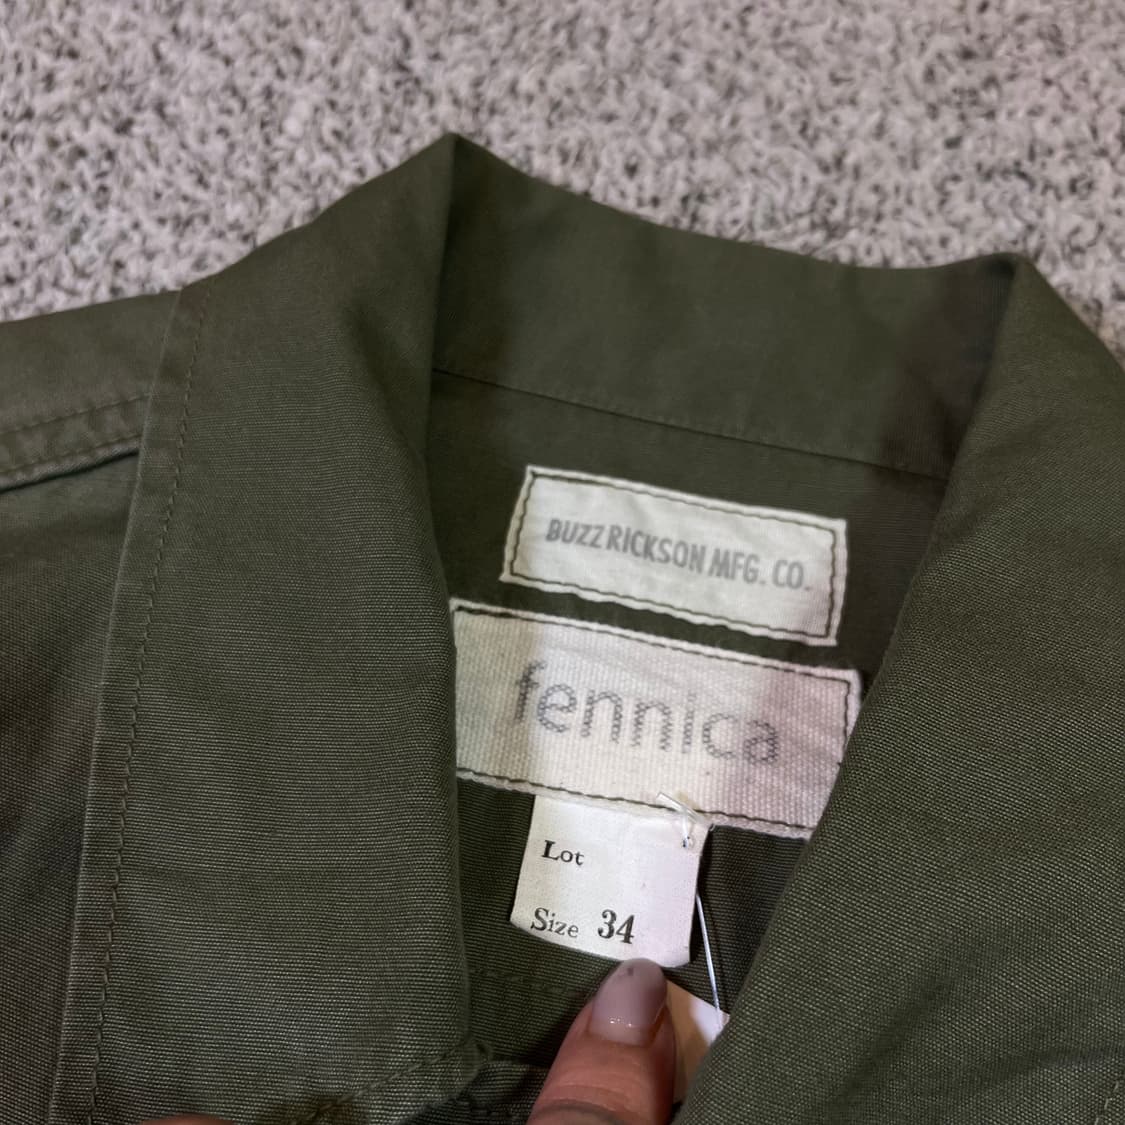 BUZZ RICKSON MFG. CO.
fennica
Lot
Size 34